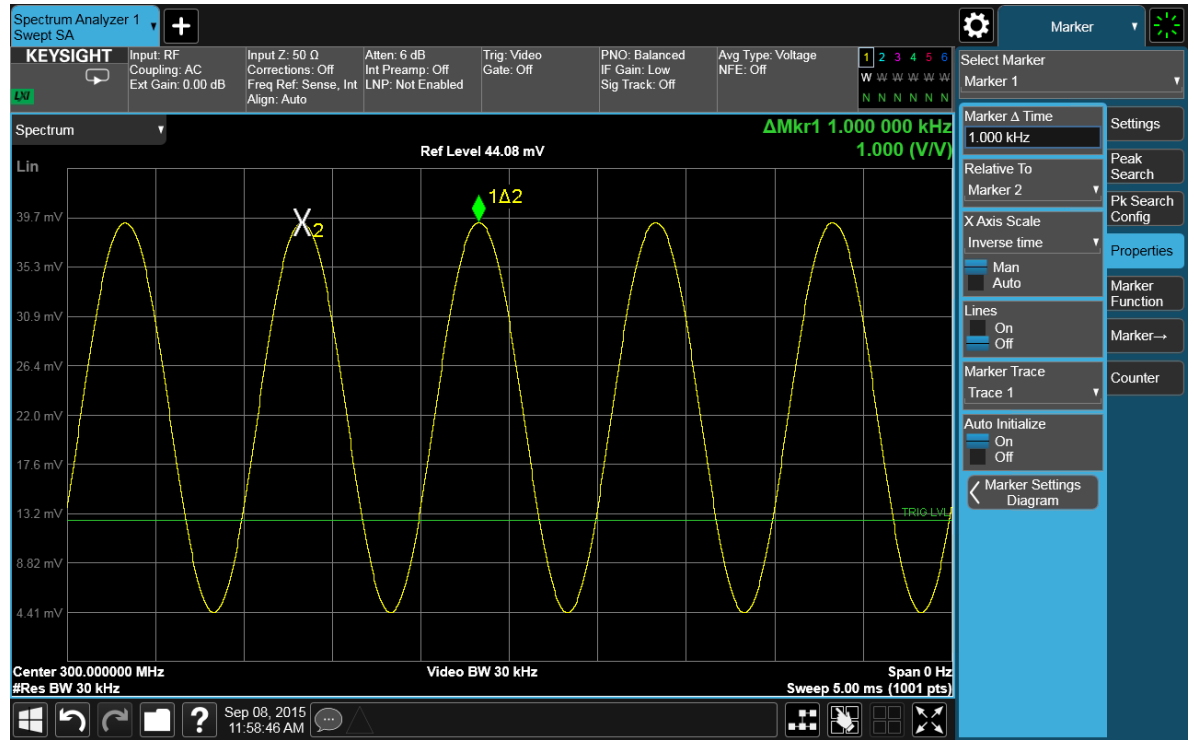 Spectrum Analyzer 1
Swept SA
Marker
KEYSIGHT
LXI
Input: RF
Coupling: AC
Ext Gain: 0.00 dB
Input Z: 50 Ω
Corrections: Off
Freq Ref: Sense, Int
Align: Auto
Atten: 6 dB
Int Preamp: Off
LNP: Not Enabled
Trig: Video
Gate: Off
PNO: Balanced
IF Gain: Low
Sig Track: Off
Avg Type: Voltage
NFE: Off
1 2 3 4 5 6
W W W W W W
N N N N N N
Spectrum
ΔMkr1 1.000 000 kHz
Ref Level 44.08 mV
1.000 (V/V)
Lin
1Δ2
X2
39.7 mV
35.3 mV
30.9 mV
26.4 mV
22.0 mV
17.6 mV
13.2 mV
TRIG LVL
8.82 mV
4.41 mV
Center 300.000000 MHz
Video BW 30 kHz
Span 0 Hz
#Res BW 30 kHz
Sweep 5.00 ms (1001 pts)
?
Sep 08, 2015
11:58:46 AM
Select Marker
Marker 1
Marker Δ Time
1.000 kHz
Relative To
Marker 2
X Axis Scale
Inverse time
Man
Auto
Lines
On
Off
Marker Trace
Trace 1
Auto Initialize
On
Off
Marker Settings
Diagram
Settings
Peak
Search
Pk Search
Config
Properties
Marker
Function
Marker→
Counter